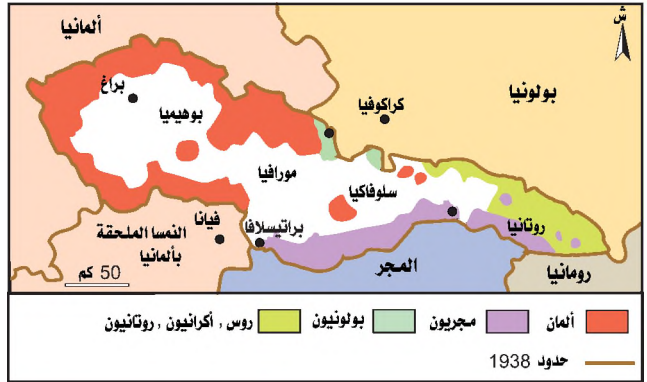 ألمانيا
ش
براغ
بولونيا
بوهيميا
كراكوفيا
مورافيا
سلوفاكيا
فيانا
براتيسلافا
روتانيا
النمسا الملحقة
بألمانيا
المجر
رومانيا
50 كم
ألمان
مجريون
بولونيون
روس , أكرانيون , روتانيون
حدود 1938